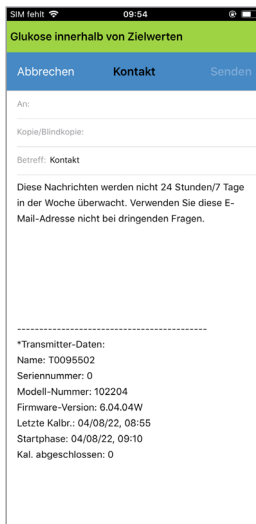 SIM fehlt 09:54
Glukose innerhalb von Zielwerten
Abbrechen Kontakt Senden
An:
Kopie/Blindkopie:
Betreff: Kontakt
Diese Nachrichten werden nicht 24 Stunden/7 Tage
in der Woche überwacht. Verwenden Sie diese E-
Mail-Adresse nicht bei dringenden Fragen.
-------------------------------------------
*Transmitter-Daten:
Name: T0095502
Seriennummer: 0
Modell-Nummer: 102204
Firmware-Version: 6.04.04W
Letzte Kalbr.: 04/08/22, 08:55
Startphase: 04/08/22, 09:10
Kal. abgeschlossen: 0